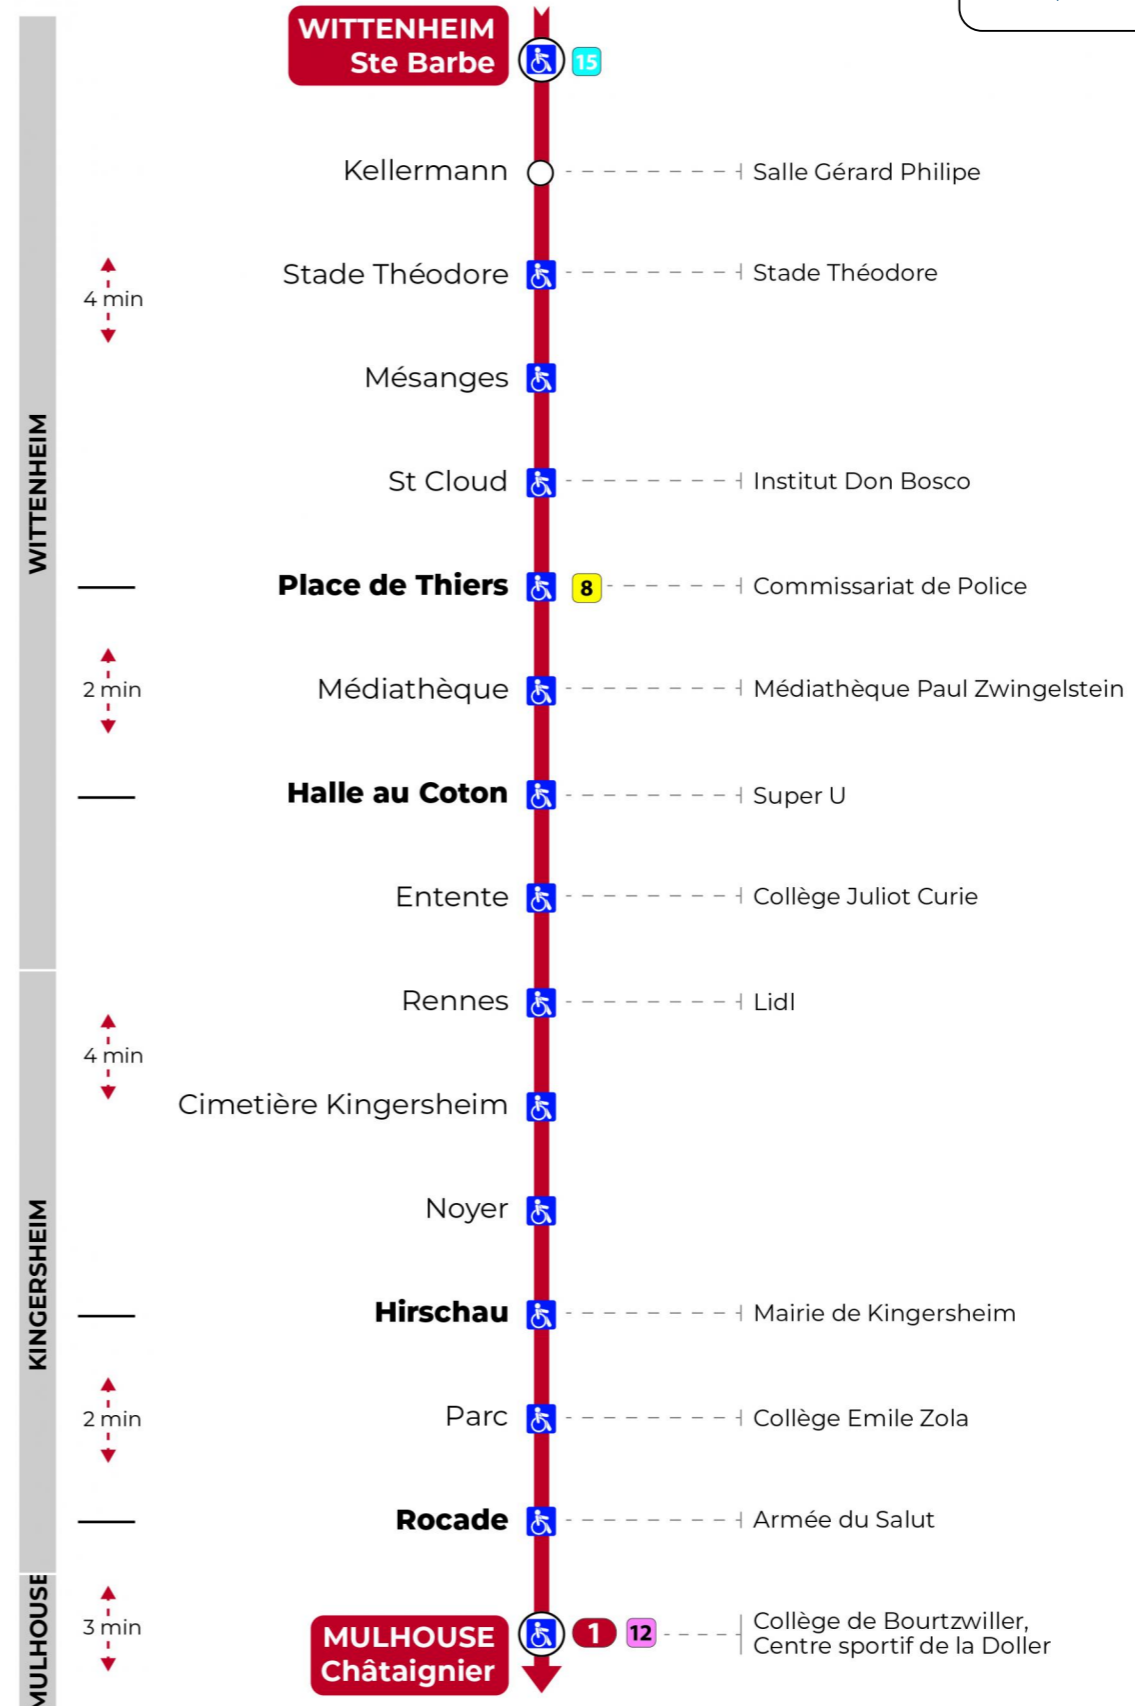 WITTENHEIM
Ste Barbe
15
Kellermann
Salle Gérard Philipe
Stade Théodore
Stade Théodore
4 min
Mésanges
WITTENHEIM
St Cloud
Institut Don Bosco
Place de Thiers
8
Commissariat de Police
2 min
Médiathèque
Médiathèque Paul Zwingelstein
Halle au Coton
Super U
Entente
Collège Juliot Curie
Rennes
Lidl
4 min
Cimetière Kingersheim
Noyer
KINGERSHEIM
Hirschau
Mairie de Kingersheim
2 min
Parc
Collège Emile Zola
Rocade
Armée du Salut
MULHOUSE
3 min
MULHOUSE
Châtaignier
1
12
Collège de Bourtzwiller,
Centre sportif de la Doller